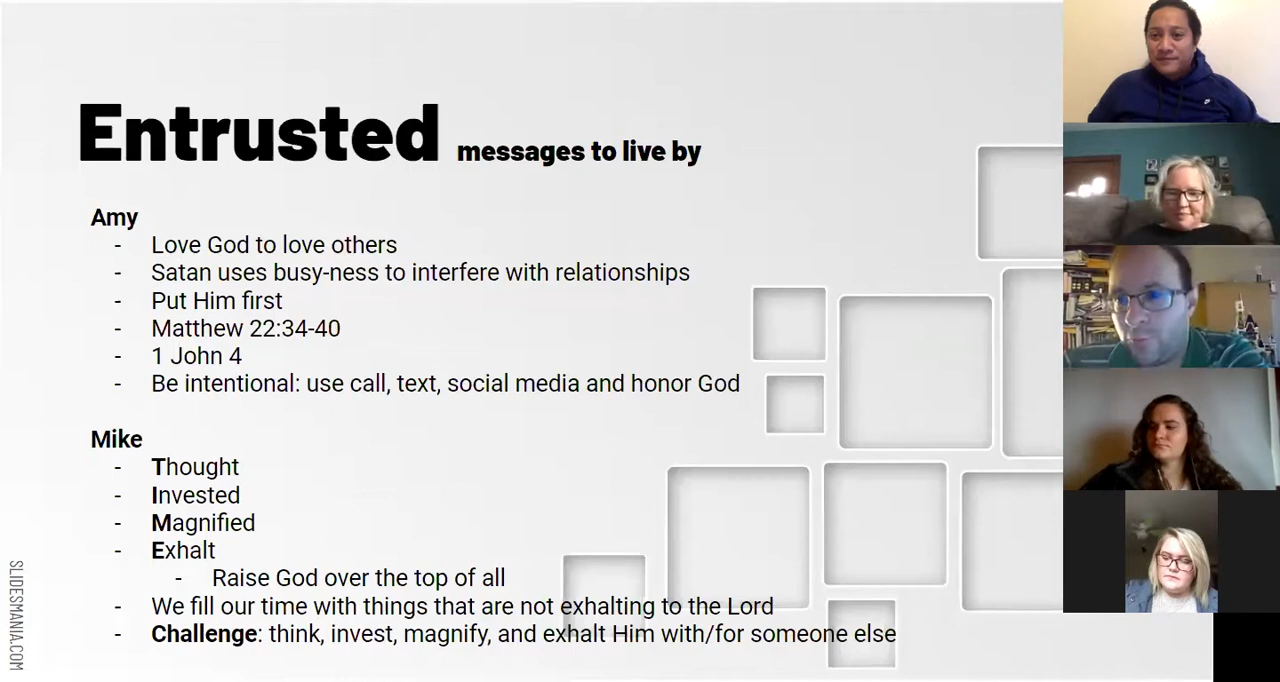 Entrusted messages to live by
Amy
- Love God to love others
- Satan uses busy-ness to interfere with relationships
- Put Him first
- Matthew 22:34-40
- 1 John 4
- Be intentional: use call, text, social media and honor God
Mike
- Thought
- Invested
- Magnified
- Exhalt
- Raise God over the top of all
- We fill our time with things that are not exhalting to the Lord
- Challenge: think, invest, magnify, and exhalt Him with/for someone else
SLIDESMANIA.COM